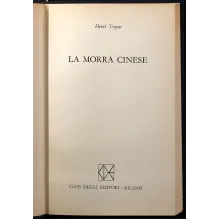 Henri Troyat
LA MORRA CINESE
CLUB DEGLI EDITORI - MILANO